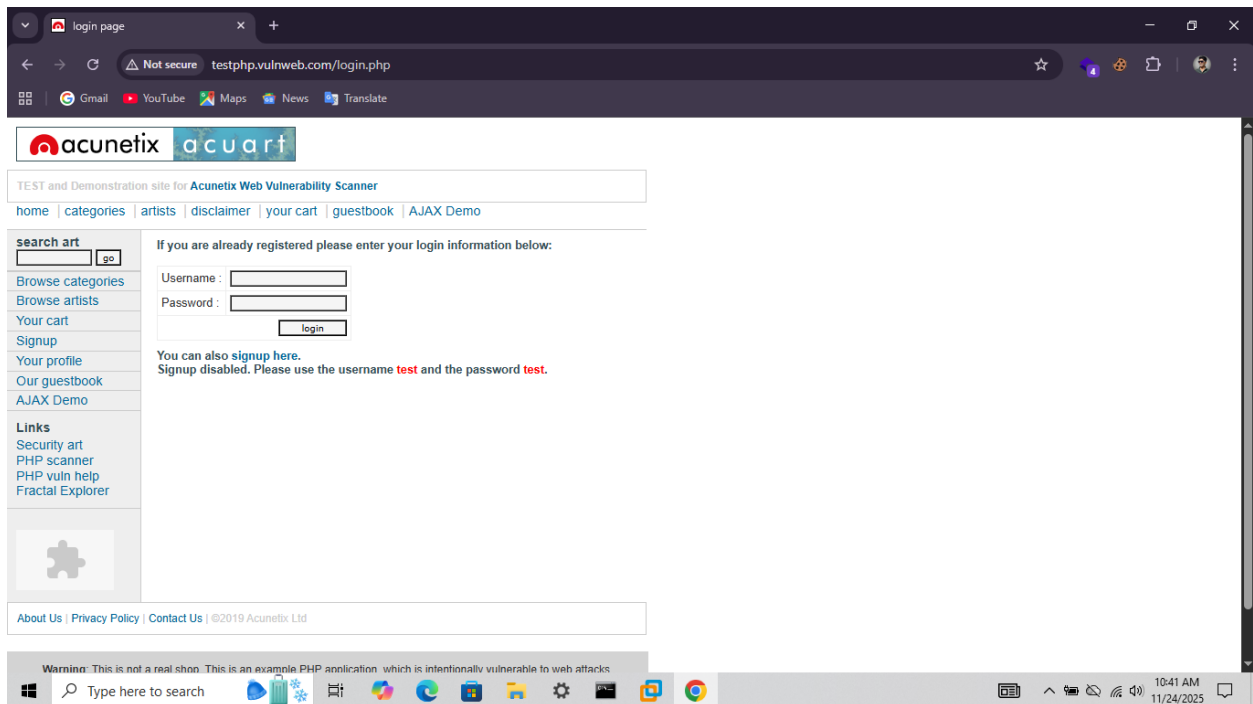 login page
Not secure testphp.vulnweb.com/login.php
4
Gmail YouTube Maps News Translate
acunetix acuart
TEST and Demonstration site for Acunetix Web Vulnerability Scanner
home | categories | artists | disclaimer | your cart | guestbook | AJAX Demo
search art
go
Browse categories
Browse artists
Your cart
Signup
Your profile
Our guestbook
AJAX Demo
Links
Security art
PHP scanner
PHP vuln help
Fractal Explorer
If you are already registered please enter your login information below:
Username :
Password :
login
You can also signup here.
Signup disabled. Please use the username test and the password test.
About Us | Privacy Policy | Contact Us | ©2019 Acunetix Ltd
Warning: This is not a real shop. This is an example PHP application, which is intentionally vulnerable to web attacks.
Type here to search
10:41 AM
11/24/2025